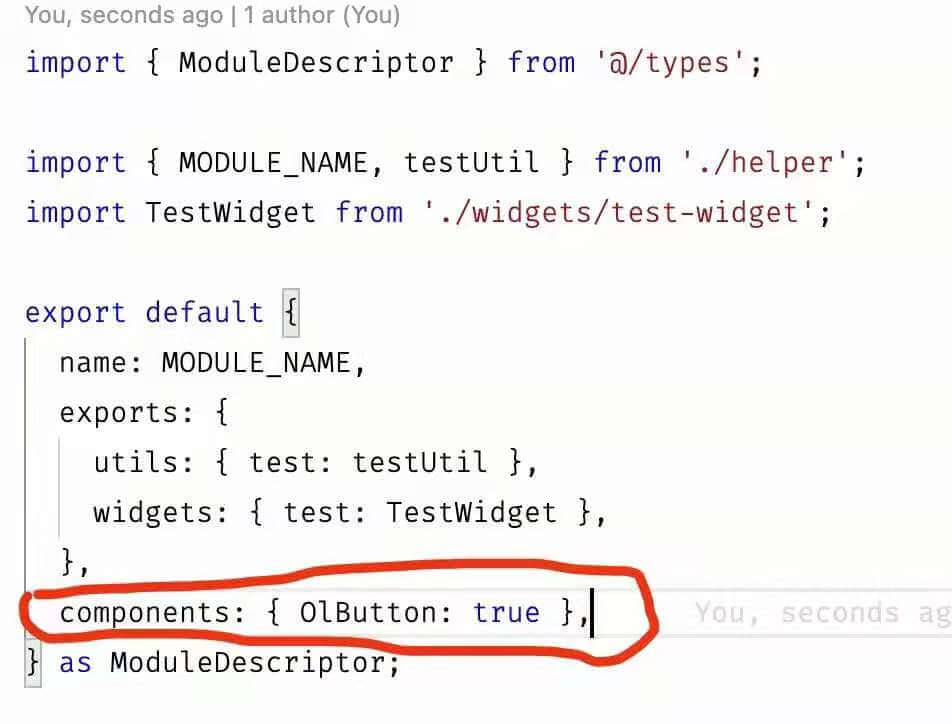 You, seconds ago | 1 author (You)
import { ModuleDescriptor } from '@/types';
import { MODULE_NAME, testUtil } from './helper';
import TestWidget from './widgets/test-widget';
export default {
name: MODULE_NAME,
exports: {
utils: { test: testUtil },
widgets: { test: TestWidget },
},
components: { OlButton: true }, You, seconds ag
} as ModuleDescriptor;